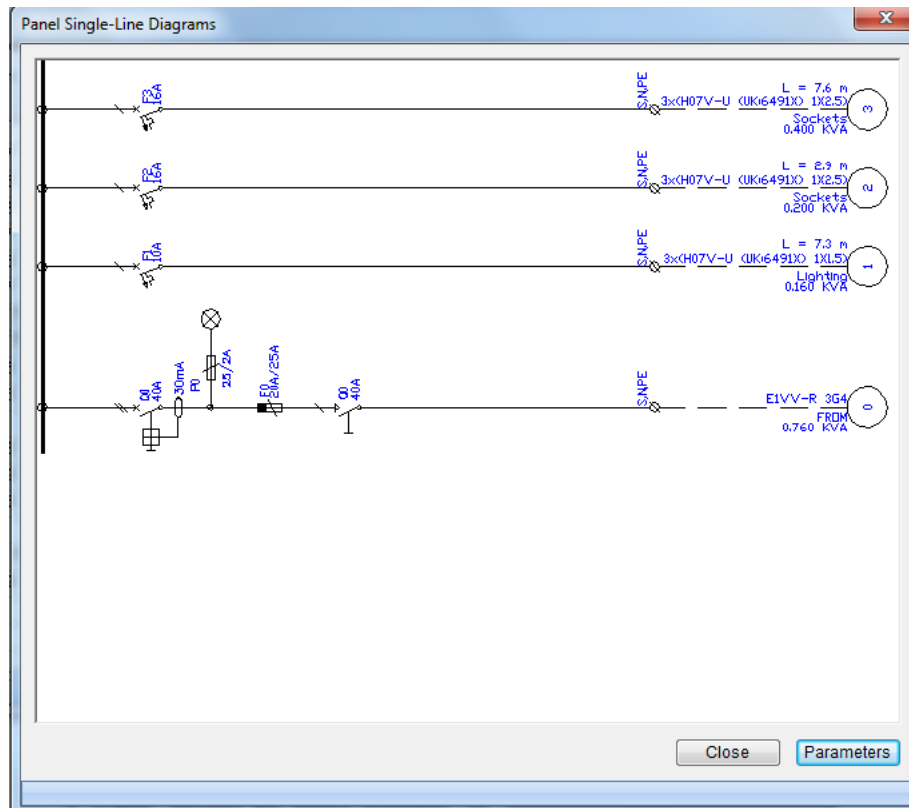 Panel Single-Line Diagrams
F3
16A
S,N,PE
L = 7.6 m
3x(H07V-U (UK:6491X) 1X2.5)
Sockets
0.400 KVA
3
F2
16A
S,N,PE
L = 2.9 m
3x(H07V-U (UK:6491X) 1X2.5)
Sockets
0.200 KVA
2
F1
10A
S,N,PE
L = 7.3 m
3x(H07V-U (UK:6491X) 1X1.5)
Lighting
0.160 KVA
1
40A
30mA
P0
25/2A
F0
20A/25A
Q0
40A
S,N,PE
E1VV-R 3G4
FROM
0.760 KVA
0
Close
Parameters